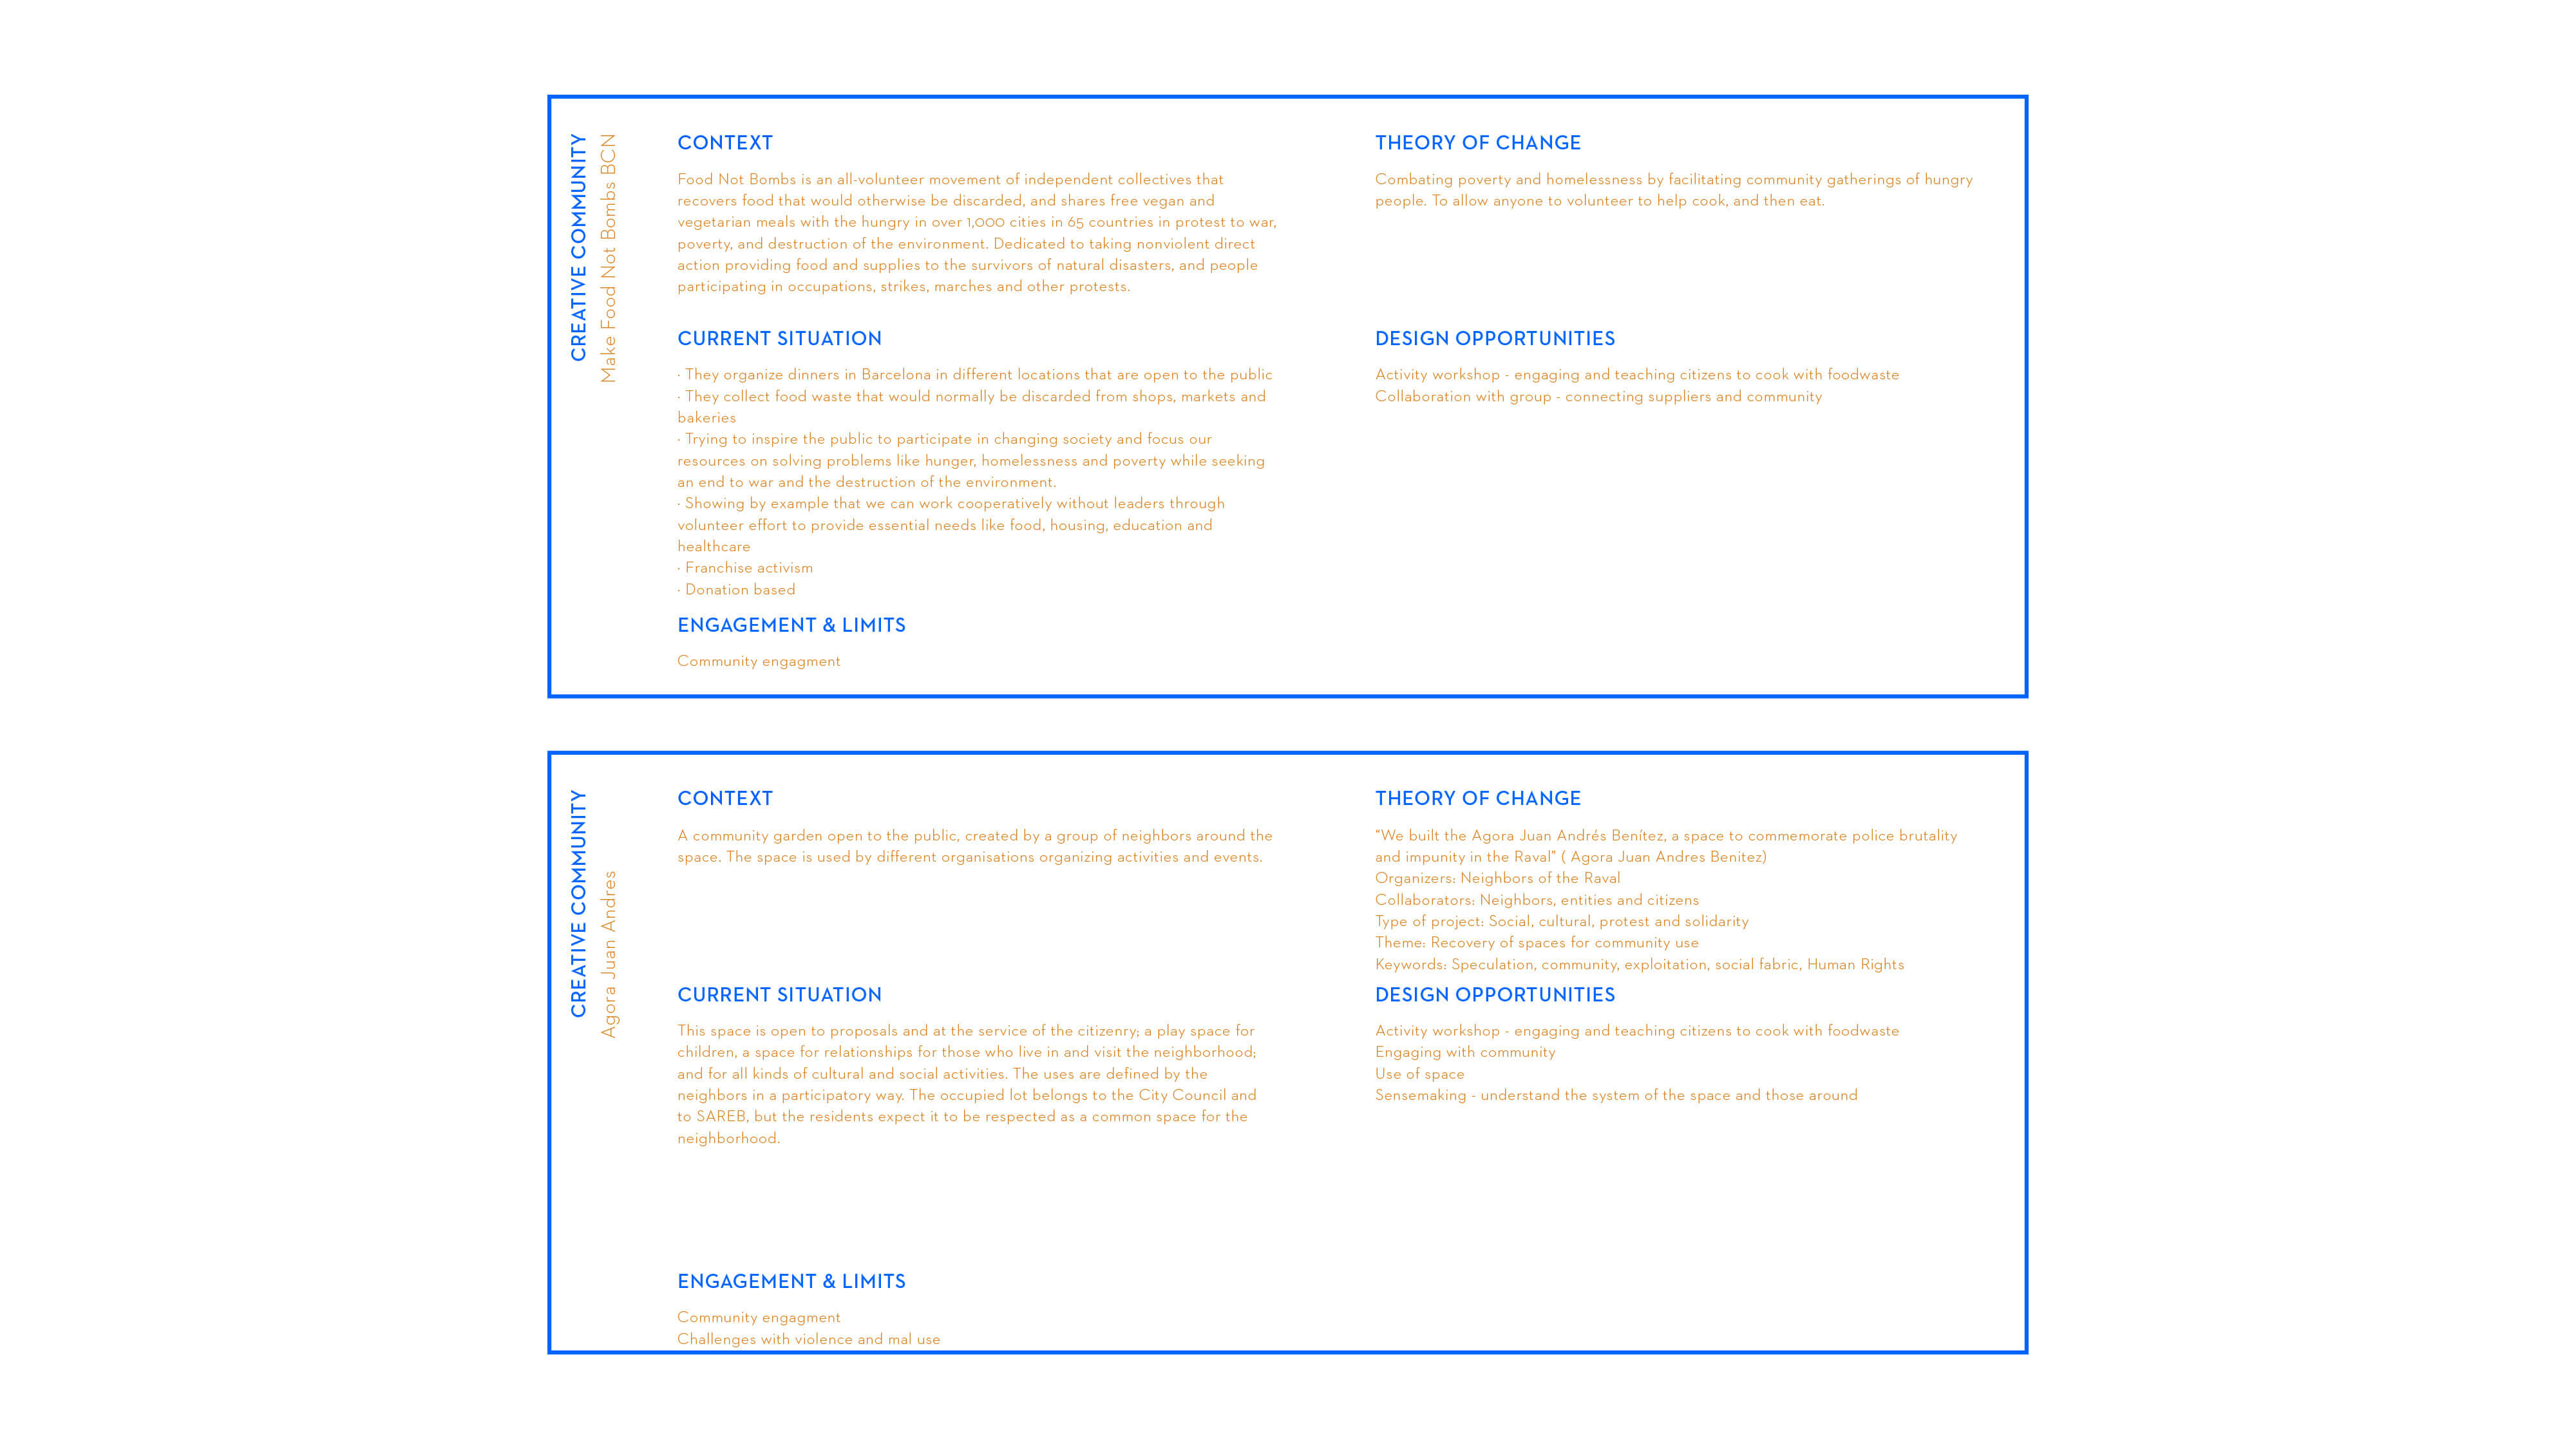 CREATIVE COMMUNITY
Make Food Not Bombs BCN
CONTEXT
Food Not Bombs is an all-volunteer movement of independent collectives that
recovers food that would otherwise be discarded, and shares free vegan and
vegetarian meals with the hungry in over 1,000 cities in 65 countries in protest to war,
poverty, and destruction of the environment. Dedicated to taking nonviolent direct
action providing food and supplies to the survivors of natural disasters, and people
participating in occupations, strikes, marches and other protests.
CURRENT SITUATION
· They organize dinners in Barcelona in different locations that are open to the public
· They collect food waste that would normally be discarded from shops, markets and
bakeries
· Trying to inspire the public to participate in changing society and focus our
resources on solving problems like hunger, homelessness and poverty while seeking
an end to war and the destruction of the environment.
· Showing by example that we can work cooperatively without leaders through
volunteer effort to provide essential needs like food, housing, education and
healthcare
· Franchise activism
· Donation based
ENGAGEMENT & LIMITS
Community engagment
THEORY OF CHANGE
Combating poverty and homelessness by facilitating community gatherings of hungry
people. To allow anyone to volunteer to help cook, and then eat.
DESIGN OPPORTUNITIES
Activity workshop - engaging and teaching citizens to cook with foodwaste
Collaboration with group - connecting suppliers and community
CREATIVE COMMUNITY
Agora Juan Andres
CONTEXT
A community garden open to the public, created by a group of neighbors around the
space. The space is used by different organisations organizing activities and events.
CURRENT SITUATION
This space is open to proposals and at the service of the citizenry; a play space for
children, a space for relationships for those who live in and visit the neighborhood;
and for all kinds of cultural and social activities. The uses are defined by the
neighbors in a participatory way. The occupied lot belongs to the City Council and
to SAREB, but the residents expect it to be respected as a common space for the
neighborhood.
ENGAGEMENT & LIMITS
Community engagment
Challenges with violence and mal use
THEORY OF CHANGE
"We built the Agora Juan Andrés Benítez, a space to commemorate police brutality
and impunity in the Raval" ( Agora Juan Andres Benitez)
Organizers: Neighbors of the Raval
Collaborators: Neighbors, entities and citizens
Type of project: Social, cultural, protest and solidarity
Theme: Recovery of spaces for community use
Keywords: Speculation, community, exploitation, social fabric, Human Rights
DESIGN OPPORTUNITIES
Activity workshop - engaging and teaching citizens to cook with foodwaste
Engaging with community
Use of space
Sensemaking - understand the system of the space and those around